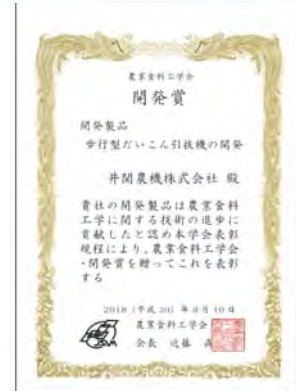 農業食料工学会
開発賞
開発製品
歩行型だいこん引抜機の開発
井関農機株式会社 殿
貴社の開発製品は農業食料
工学に関する技術の進歩に
貢献したと認め本学会表彰
規程により、農業食料工学会
・開発賞を贈ってこれを表彰
する
2018 (平成 30) 年 9月 10日
農業食料工学会
会長 近藤 直